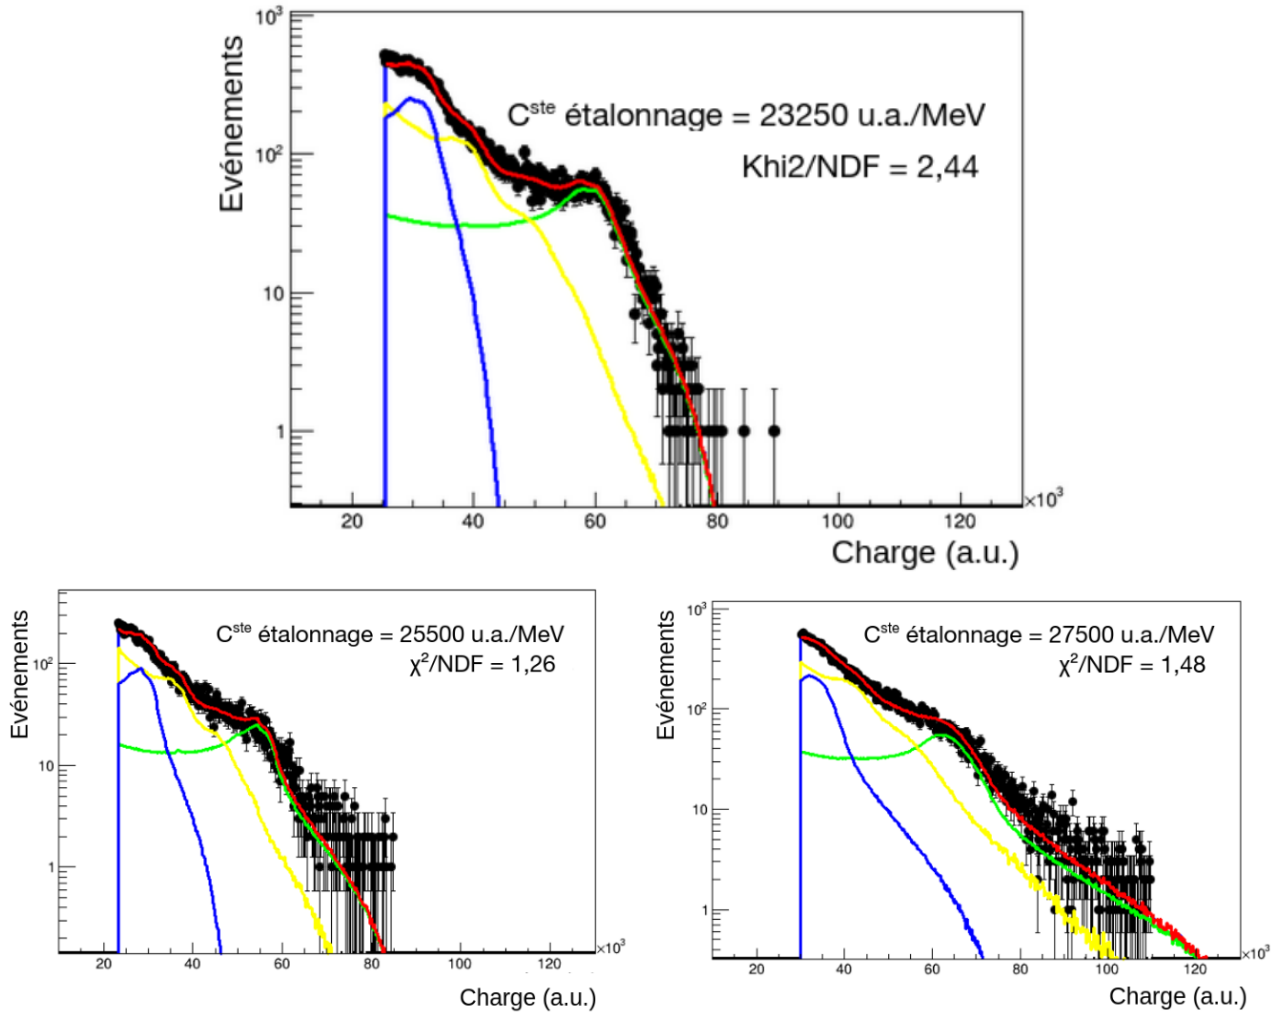 10³
Evénements
Cste étalonnage = 23250 u.a./MeV
Khi2/NDF = 2,44
10²
10
1
20 40 60 80 100 120 ×10³
Charge (a.u.)
Evénements
Cste étalonnage = 25500 u.a./MeV
χ²/NDF = 1,26
10²
10
1
20 40 60 80 100 120 ×10³
Charge (a.u.)
10³
Evénements
Cste étalonnage = 27500 u.a./MeV
χ²/NDF = 1,48
10²
10
1
20 40 60 80 100 120 ×10³
Charge (a.u.)